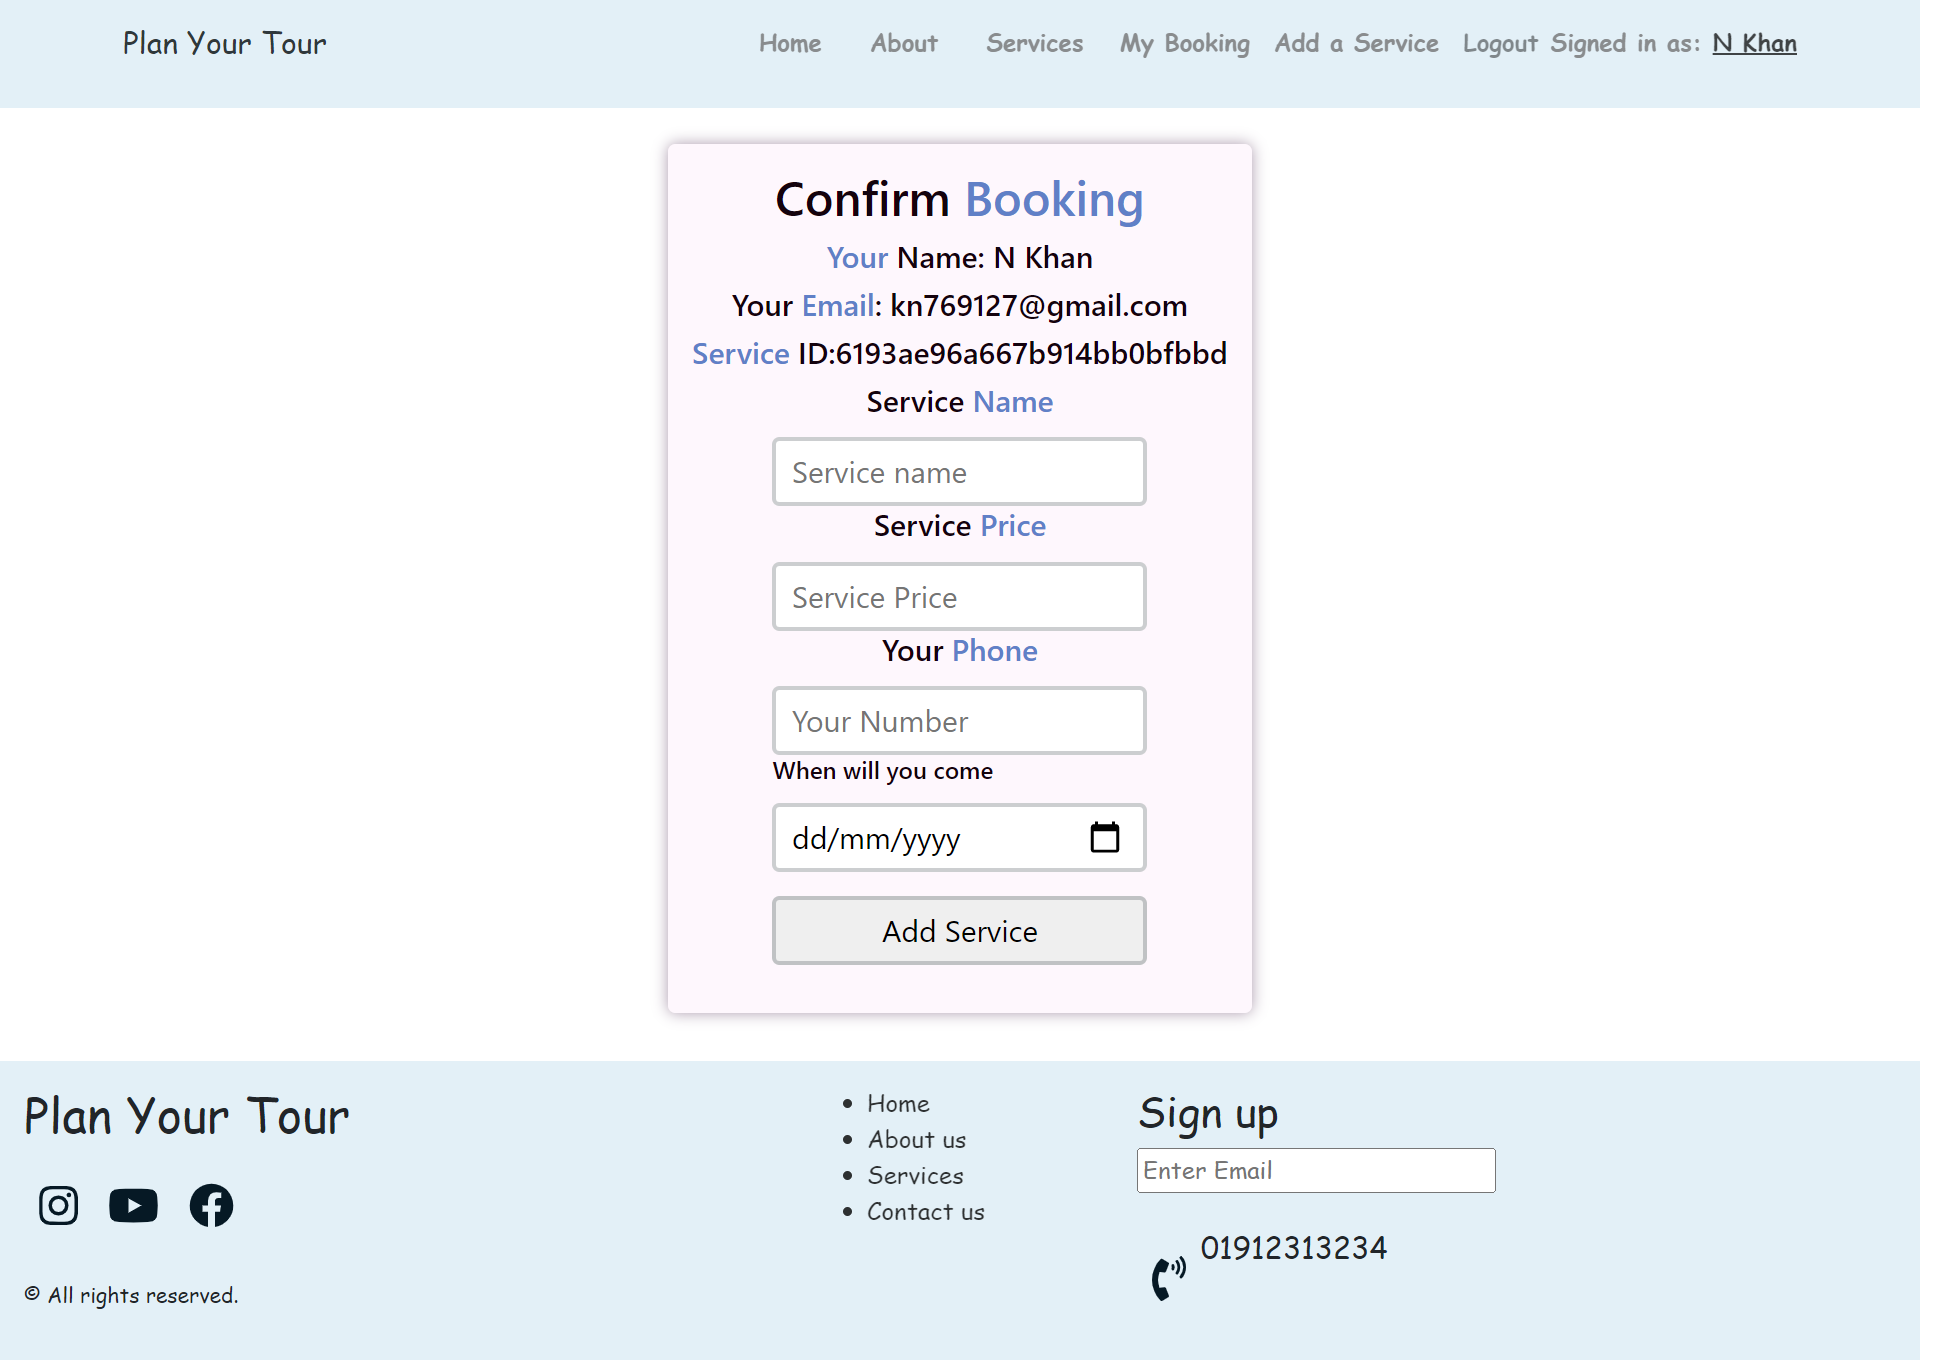 Plan Your Tour
Home About Services My Booking Add a Service Logout Signed in as: N Khan
Confirm Booking
Your Name: N Khan
Your Email: kn769127@gmail.com
Service ID:6193ae96a667b914bb0bfbbd
Service Name
Service name
Service Price
Service Price
Your Phone
Your Number
When will you come
dd/mm/yyyy
Add Service
Plan Your Tour
© All rights reserved.
Home
About us
Services
Contact us
Sign up
Enter Email
01912313234